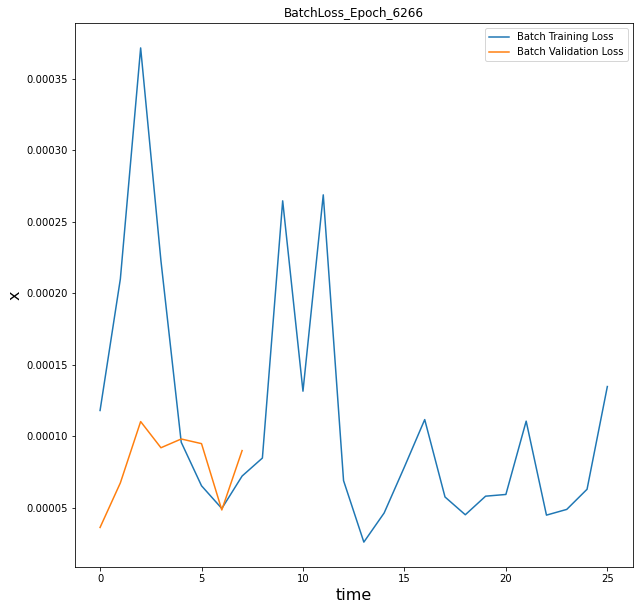 BatchLoss_Epoch_6266
Batch Training Loss
Batch Validation Loss
0.00035
0.00030
0.00025
0.00020
0.00015
0.00010
0.00005
x
0 5 10 15 20 25
time